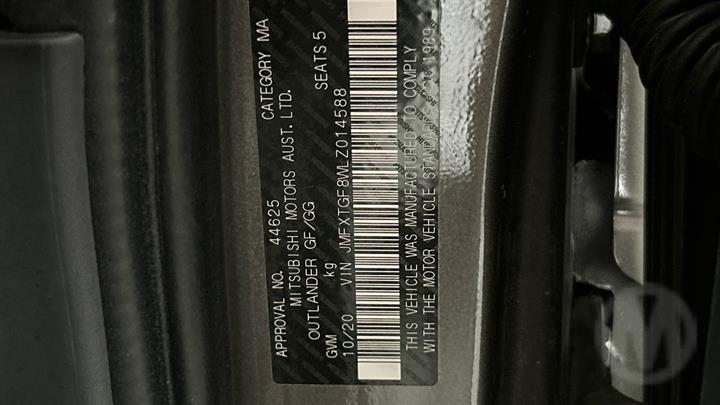 APPROVAL NO. 44625 CATEGORY MA
MITSUBISHI MOTORS AUST. LTD.
OUTLANDER GF/GG
GVM kg SEATS 5
10/20 VIN JMFXTGF8WLZ014588
THIS VEHICLE WAS MANUFACTURED TO COMPLY
WITH THE MOTOR VEHICLE STANDARDS ACT 1989.
M